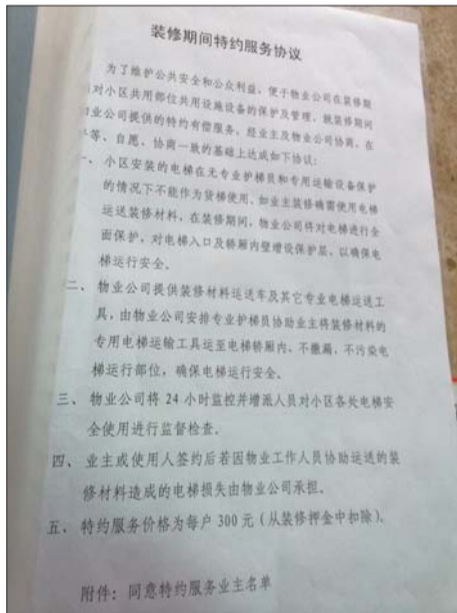 装修期间特约服务协议
为了维护公共安全和公众利益，便于物业公司在装修期
对小区共用部位共用设施设备的保护及管理，就装修期间
业公司提供的特约有偿服务，经业主及物业公司协商，在
等、自愿、协商一致的基础上达成如下协议：
一、小区安装的电梯在无专业护梯员和专用运输设备保护
的情况下不能作为货梯使用，如业主装修确需使用电梯
运送装修材料，在装修期间，物业公司将对电梯进行全
面保护，对电梯入口及轿厢内壁增设保护层，以确保电
梯运行安全。
二、物业公司提供装修材料运送车及其它专业电梯运送工
具，由物业公司安排专业护梯员协助业主将装修材料的
专用电梯运输工具运至电梯轿厢内，不撒漏，不污染电
梯运行部位，确保电梯运行安全。
三、物业公司将 24 小时监控并增派人员对小区各处电梯安
全使用进行监督检查。
四、业主或使用人签约后若因物业工作人员协助运送的装
修材料造成的电梯损失由物业公司承担。
五、特约服务价格为每户 300 元（从装修押金中扣除）。
附件：同意特约服务业主名单